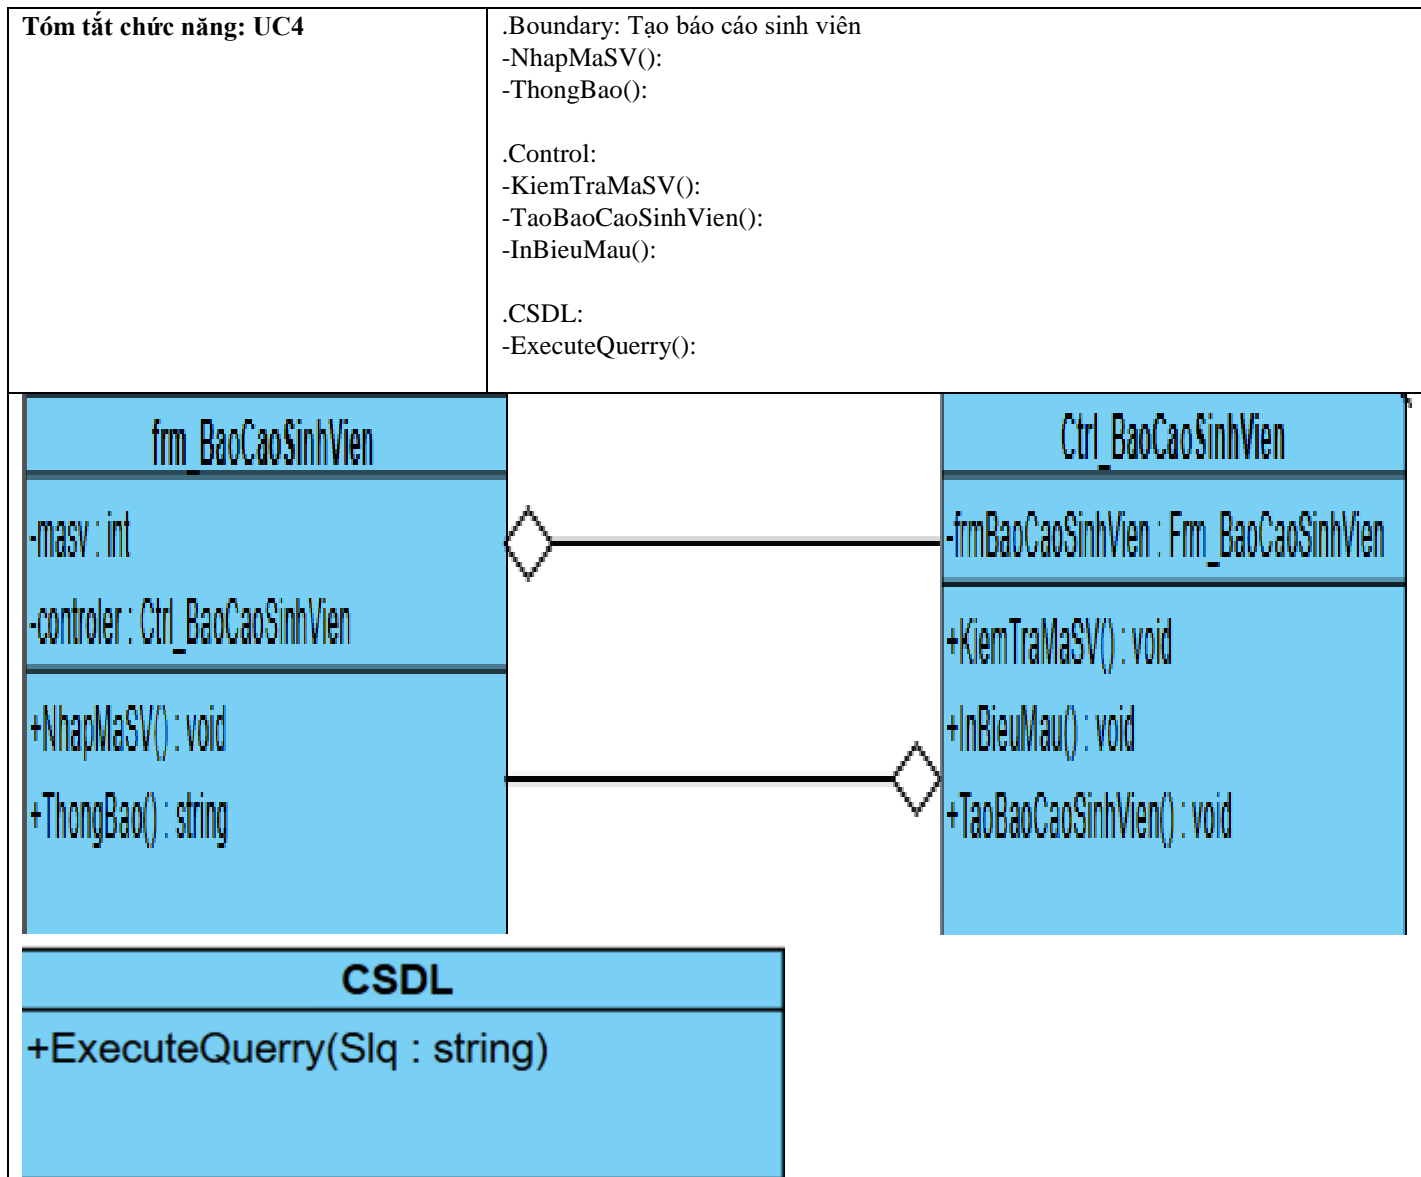 Tóm tắt chức năng: UC4
.Boundary: Tạo báo cáo sinh viên
-NhapMaSV():
-ThongBao():
.Control:
-KiemTraMaSV():
-TaoBaoCaoSinhVien():
-InBieuMau():
.CSDL:
-ExecuteQuerry():
frm_BaoCaoSinhVien
-masv : int
-controler : Ctrl_BaoCaoSinhVien
+NhapMaSV() : void
+ThongBao() : string
Ctrl_BaoCaoSinhVien
-frmBaoCaoSinhVien : Frm_BaoCaoSinhVien
+KiemTraMaSV() : void
+InBieuMau() : void
+TaoBaoCaoSinhVien() : void
CSDL
+ExecuteQuerry(Slq : string)